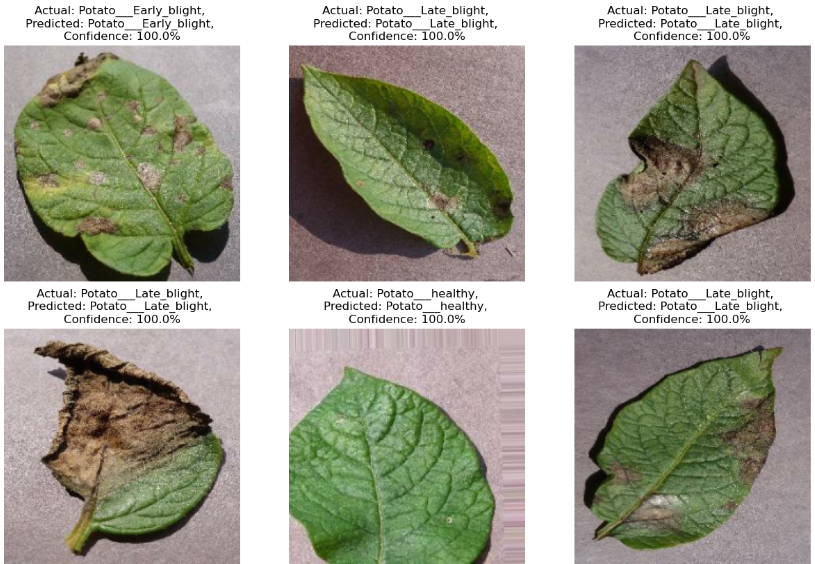 Actual: Potato___Early_blight,
Predicted: Potato___Early_blight,
Confidence: 100.0%
Actual: Potato___Late_blight,
Predicted: Potato___Late_blight,
Confidence: 100.0%
Actual: Potato___Late_blight,
Predicted: Potato___Late_blight,
Confidence: 100.0%
Actual: Potato___Late_blight,
Predicted: Potato___Late_blight,
Confidence: 100.0%
Actual: Potato___healthy,
Predicted: Potato___healthy,
Confidence: 100.0%
Actual: Potato___Late_blight,
Predicted: Potato___Late_blight,
Confidence: 100.0%